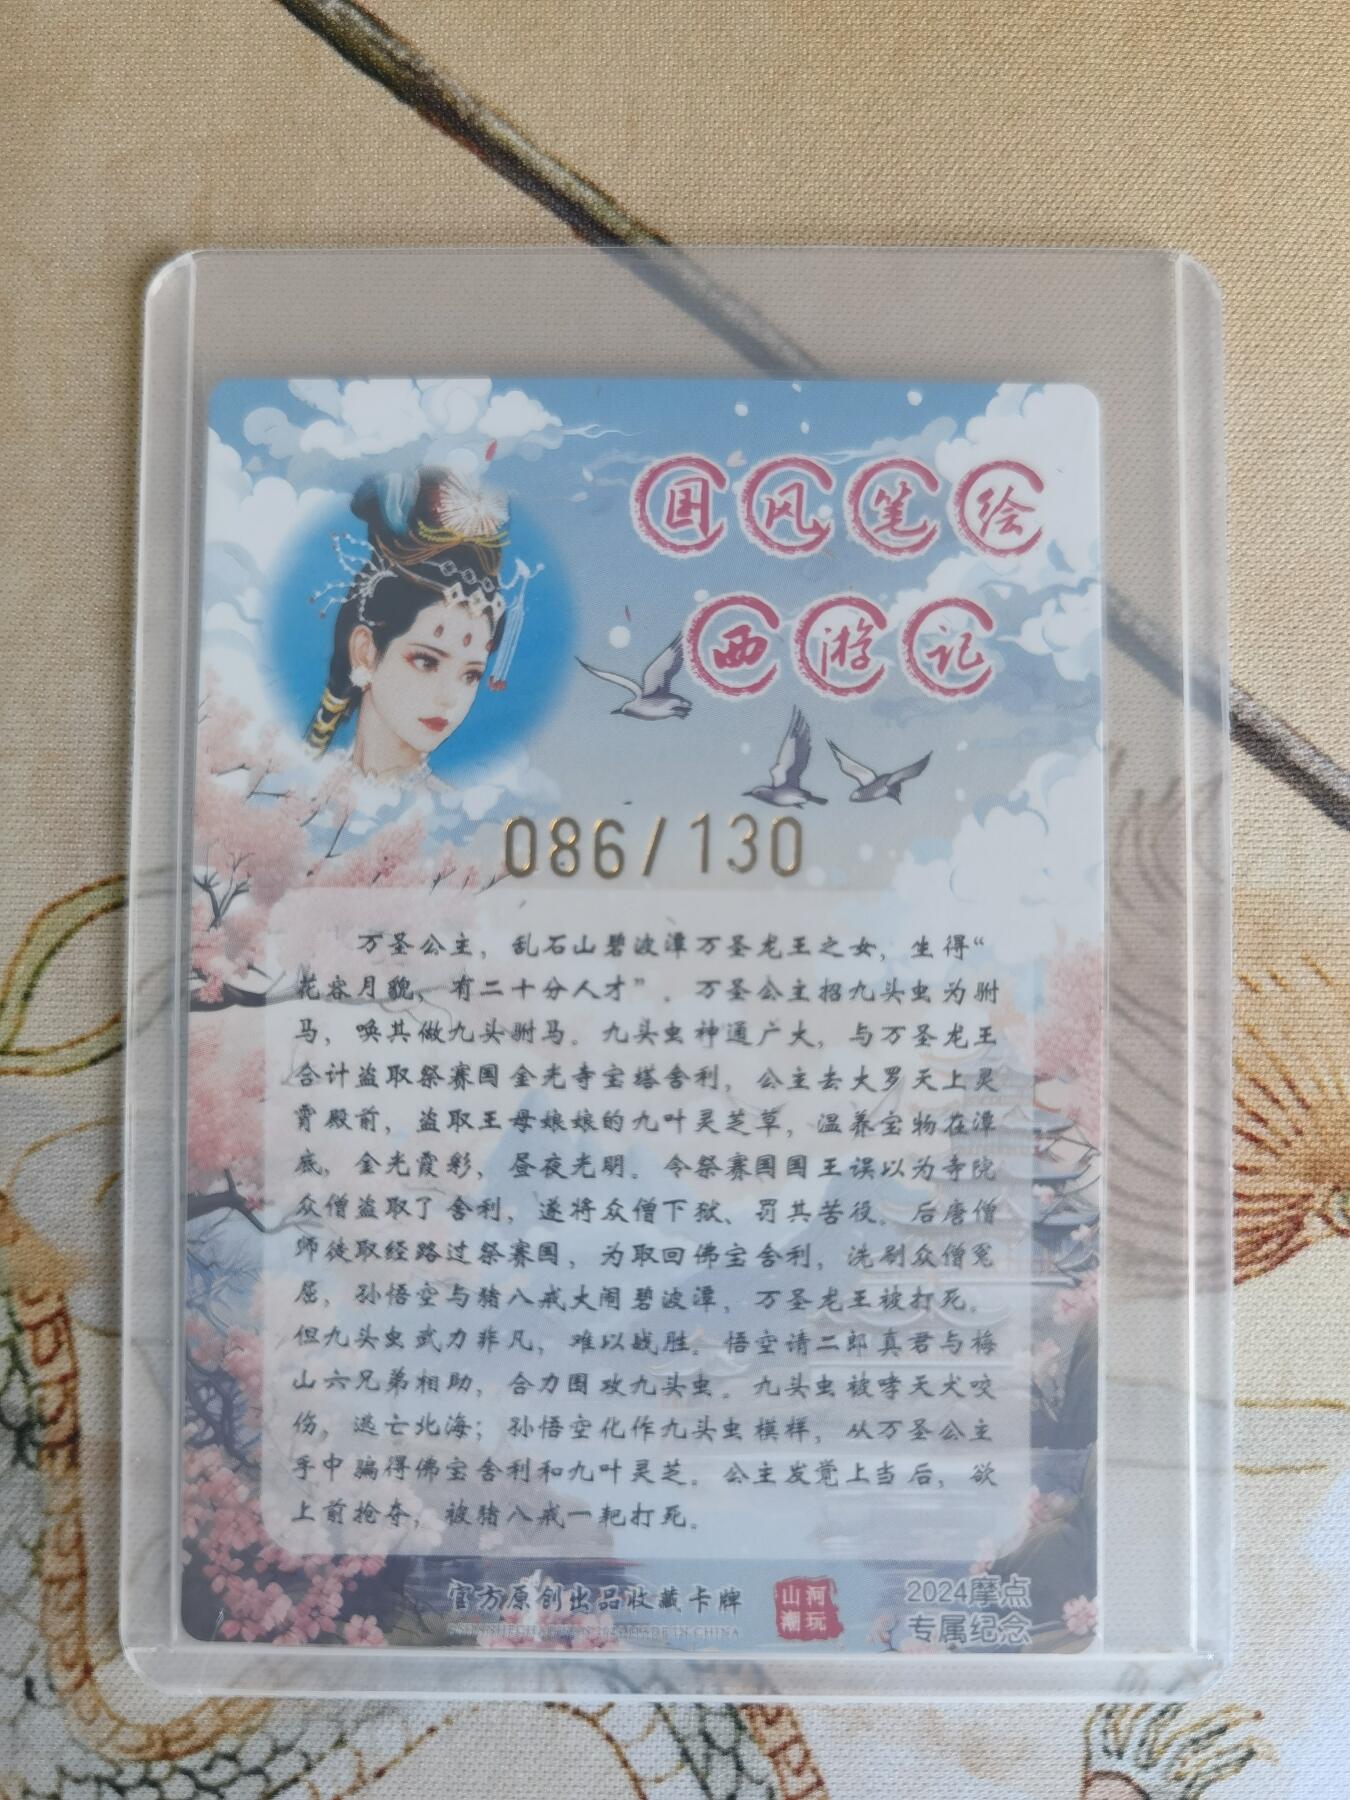 国风笔绘
西游记
086/130
万圣公主，乱石山碧波潭万圣龙王之女，生得“
花容月貌，有二十分人才”。万圣公主招九头虫为驸
马，唤其做九头驸马。九头虫神通广大，与万圣龙王
合计盗取祭赛国金光寺宝塔舍利，公主去大罗天上灵
霄殿前，盗取王母娘娘的九叶灵芝草，温养宝物在潭
底，金光霞彩，昼夜光明。令祭赛国国王误以为寺院
众僧盗取了舍利，遂将众僧下狱、罚其苦役。后唐僧
师徒取经路过祭赛国，为取回佛宝舍利，洗刷众僧冤
屈，孙悟空与猪八戒大闹碧波潭，万圣龙王被打死。
但九头虫武力非凡，难以战胜。悟空请二郎真君与梅
山六兄弟相助，合力围攻九头虫。九头虫被哮天犬咬
伤，逃亡北海；孙悟空化作九头虫模样，从万圣公主
手中骗得佛宝舍利和九叶灵芝。公主发觉上当后，欲
上前抢夺，被猪八戒一耙打死。
官方原创出品收藏卡牌
MADE IN CHINA
山河
潮玩
2024摩点
专属纪念